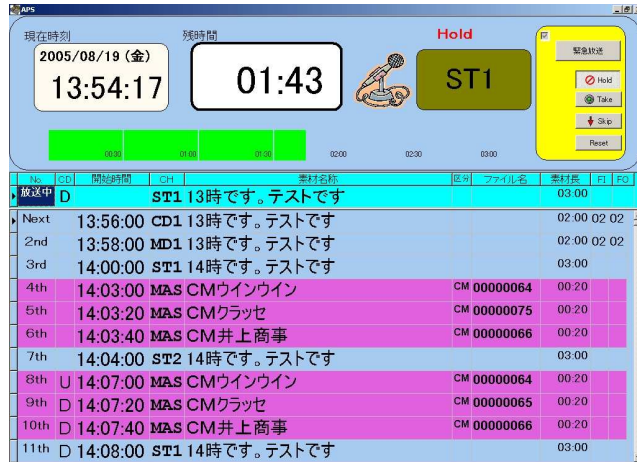 APS
現在時刻 残時間 Hold
2005/08/19 (金)
13:54:17
01:43
ST1
緊急放送
Hold
Take
Skip
Reset
00:30 01:00 01:30 02:00 02:30 03:00
No CD 開始時間 CH 素材名称 区分 ファイル名 素材長 FI FO
放送中 D ST1 13時です。テストです 03:00
Next 13:56:00 CD1 13時です。テストです 02:00 02 02
2nd 13:58:00 MD1 13時です。テストです 02:00 02 02
3rd 14:00:00 ST1 14時です。テストです 03:00
4th 14:03:00 MAS CMウインウイン CM 00000064 00:20
5th 14:03:20 MAS CMクラッセ CM 00000075 00:20
6th 14:03:40 MAS CM井上商事 CM 00000066 00:20
7th 14:04:00 ST2 14時です。テストです 03:00
8th U 14:07:00 MAS CMウインウイン CM 00000064 00:20
9th D 14:07:20 MAS CMクラッセ CM 00000065 00:20
10th D 14:07:40 MAS CM井上商事 CM 00000066 00:20
11th D 14:08:00 ST1 14時です。テストです 03:00